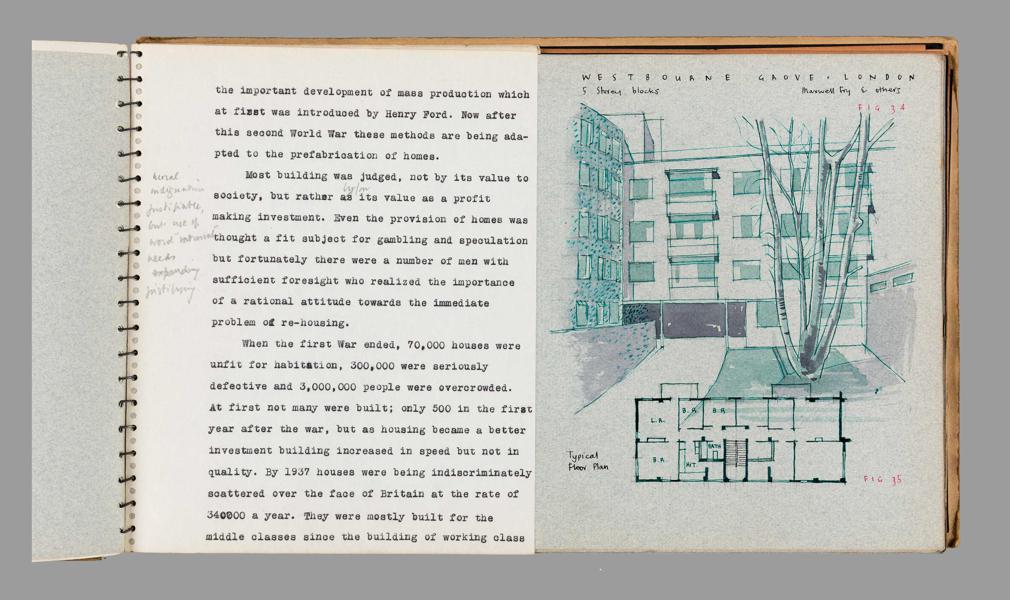 the important development of mass production which
at first was introduced by Henry Ford. Now after
this second World War these methods are being ada-
pted to the prefabrication of homes.
Most building was judged, not by its value to
society, but rather as its value as a profit
making investment. Even the provision of homes was
thought a fit subject for gambling and speculation
but fortunately there were a number of men with
sufficient foresight who realized the importance
of a rational attitude towards the immediate
problem of re-housing.
When the first War ended, 70,000 houses were
unfit for habitation, 300,000 were seriously
defective and 3,000,000 people were overcrowded.
At first not many were built; only 500 in the first
year after the war, but as housing became a better
investment building increased in speed but not in
quality. By 1937 houses were being indiscriminately
scattered over the face of Britain at the rate of
340000 a year. They were mostly built for the
middle classes since the building of working class
moral
indignation
justifiable,
but use of
word rational
needs
expanding
WESTBOURNE GROVE · LONDON
5 Storey blocks
Maxwell Fry & others
FIG 34
L.R.
B.R.
B.R.
B.R.
BATH
KIT.
Typical
Floor Plan
FIG 35